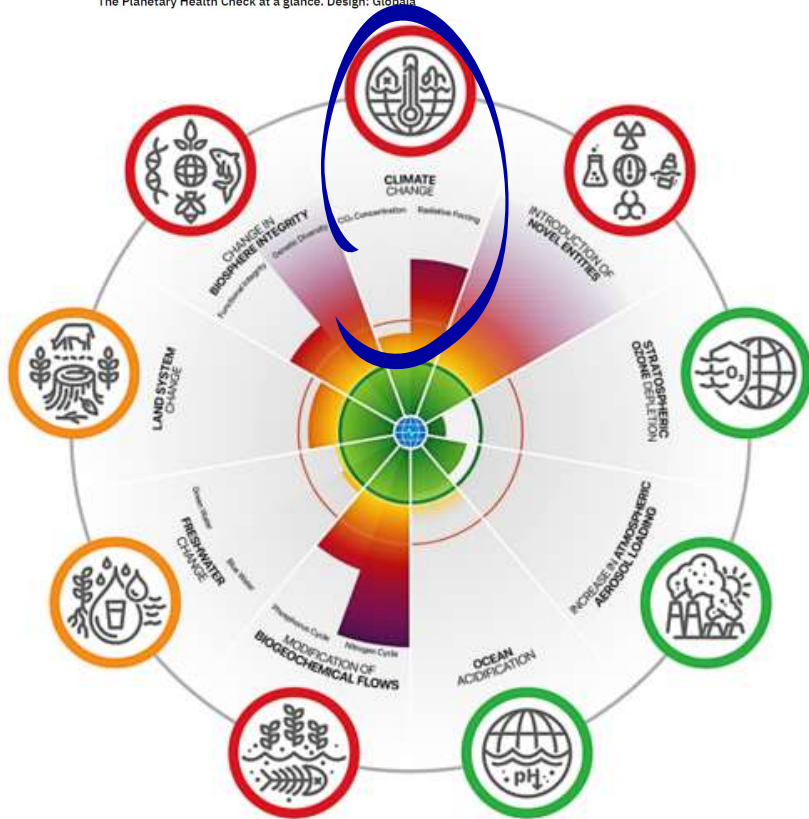 The Planetary Health Check at a glance. Design: Globaïa
CLIMATE
CHANGE
CO₂ Concentration
Radiative Forcing
INTRODUCTION OF
NOVEL ENTITIES
STRATOSPHERIC
OZONE DEPLETION
O₃
INCREASE IN ATMOSPHERIC
AEROSOL LOADING
OCEAN
ACIDIFICATION
pH
MODIFICATION OF
BIOGEOCHEMICAL FLOWS
Phosphorus Cycle
Nitrogen Cycle
FRESHWATER
CHANGE
Green Water
Blue Water
LAND SYSTEM
CHANGE
CHANGE IN
BIOSPHERE INTEGRITY
Functional Integrity
Genetic Diversity